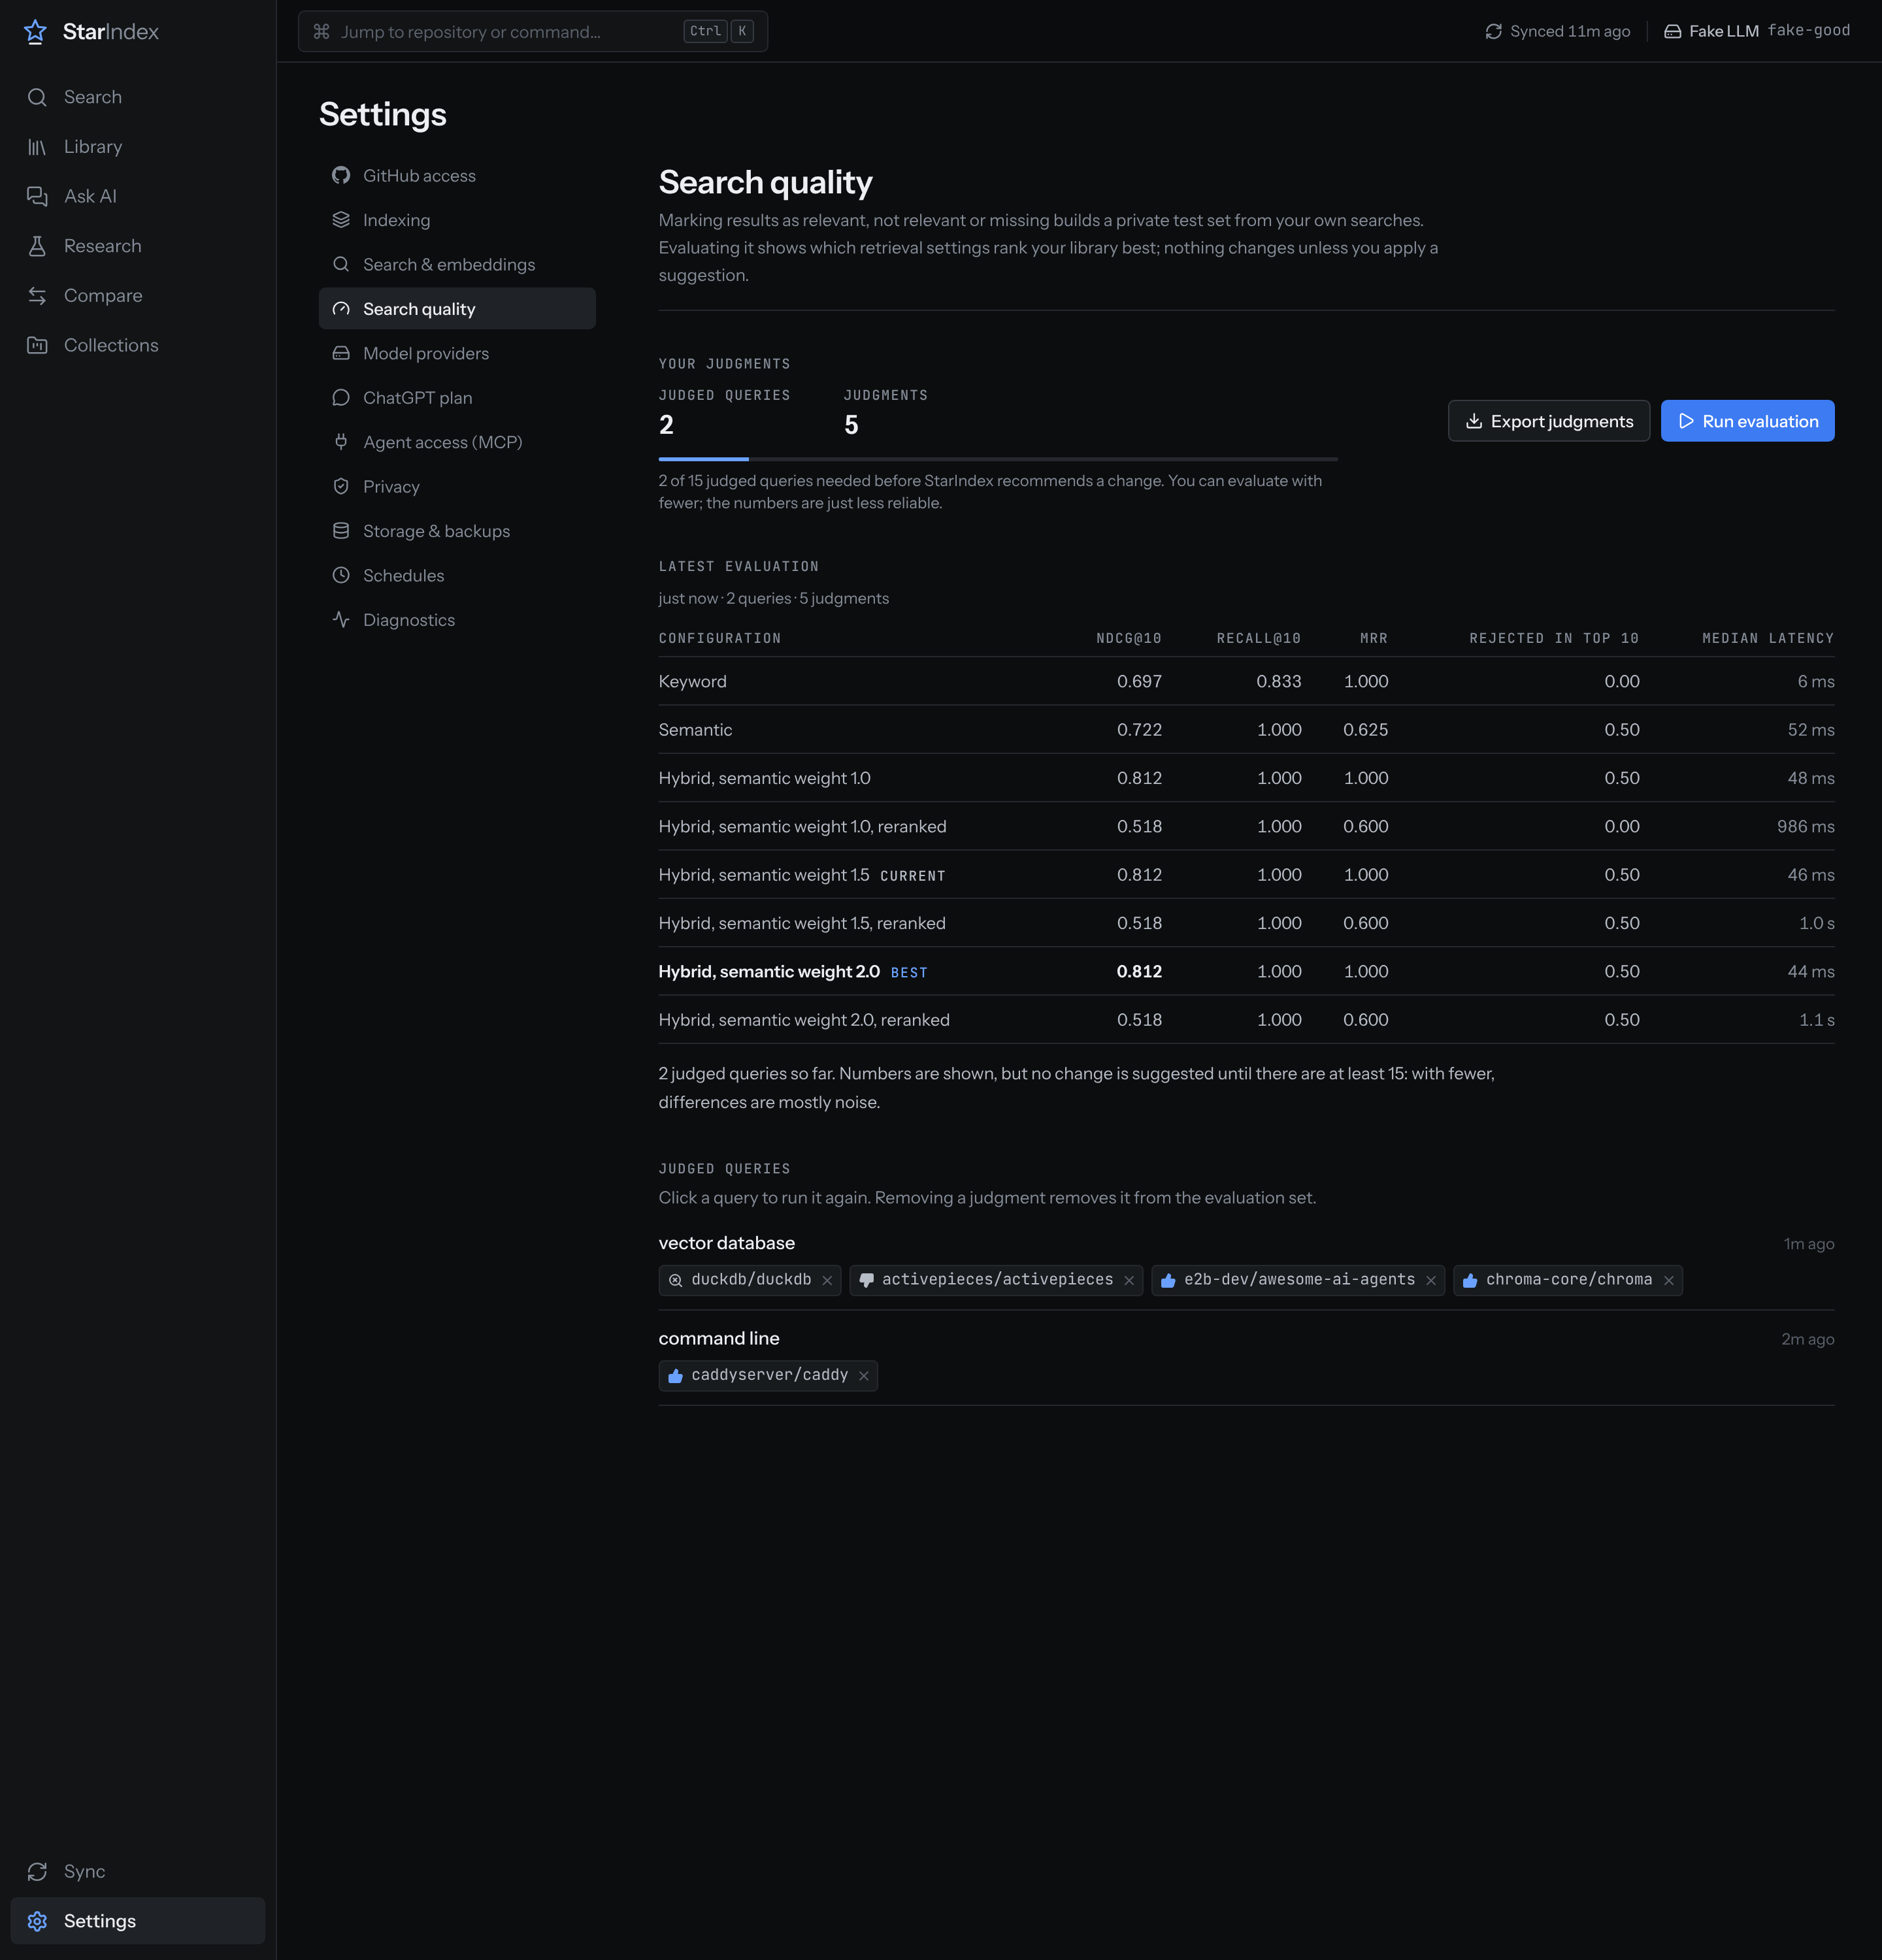 StarIndex
Jump to repository or command...
Ctrl K
Synced 11m ago
Fake LLM fake-good
Search
Library
Ask AI
Research
Compare
Collections
Sync
Settings
Settings
GitHub access
Indexing
Search & embeddings
Search quality
Model providers
ChatGPT plan
Agent access (MCP)
Privacy
Storage & backups
Schedules
Diagnostics
Search quality
Marking results as relevant, not relevant or missing builds a private test set from your own searches.
Evaluating it shows which retrieval settings rank your library best; nothing changes unless you apply a
suggestion.
YOUR JUDGMENTS
JUDGED QUERIES JUDGMENTS
2 5
Export judgments Run evaluation
2 of 15 judged queries needed before StarIndex recommends a change. You can evaluate with
fewer; the numbers are just less reliable.
LATEST EVALUATION
just now · 2 queries · 5 judgments
CONFIGURATION NDCG@10 RECALL@10 MRR REJECTED IN TOP 10 MEDIAN LATENCY
Keyword 0.697 0.833 1.000 0.00 6 ms
Semantic 0.722 1.000 0.625 0.50 52 ms
Hybrid, semantic weight 1.0 0.812 1.000 1.000 0.50 48 ms
Hybrid, semantic weight 1.0, reranked 0.518 1.000 0.600 0.00 986 ms
Hybrid, semantic weight 1.5 CURRENT 0.812 1.000 1.000 0.50 46 ms
Hybrid, semantic weight 1.5, reranked 0.518 1.000 0.600 0.50 1.0 s
Hybrid, semantic weight 2.0 BEST 0.812 1.000 1.000 0.50 44 ms
Hybrid, semantic weight 2.0, reranked 0.518 1.000 0.600 0.50 1.1 s
2 judged queries so far. Numbers are shown, but no change is suggested until there are at least 15: with fewer,
differences are mostly noise.
JUDGED QUERIES
Click a query to run it again. Removing a judgment removes it from the evaluation set.
vector database 1m ago
duckdb/duckdb activepieces/activepieces e2b-dev/awesome-ai-agents chroma-core/chroma
command line 2m ago
caddyserver/caddy